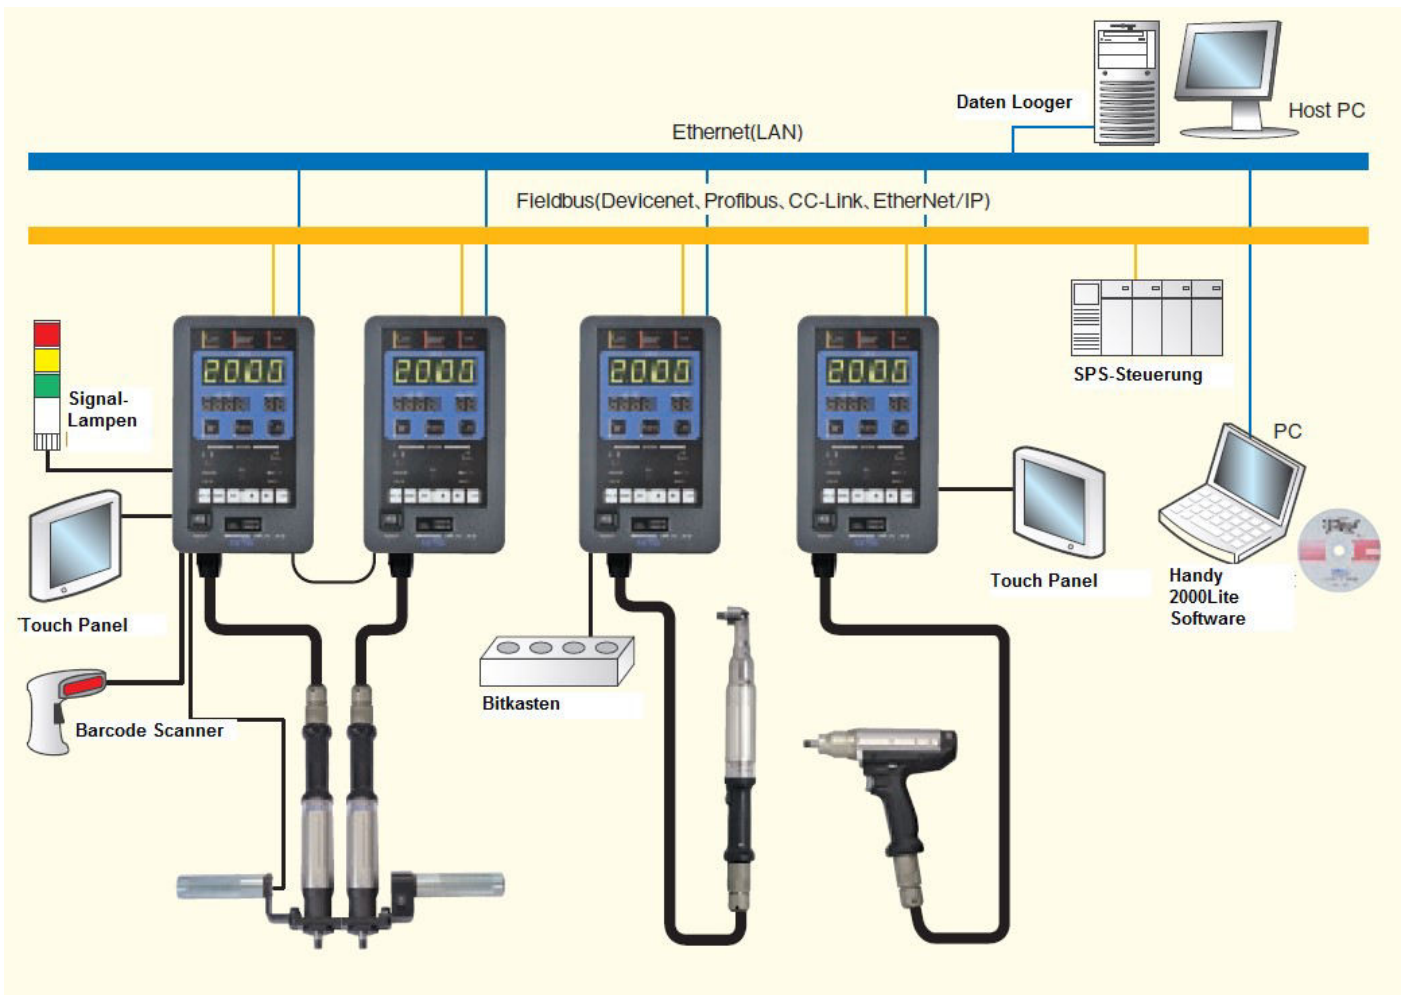 Daten Looger
Host PC
Ethernet(LAN)
Fieldbus(Devicenet、Profibus、CC-Link、EtherNet/IP)
Signal-
Lampen
2000
2000
2000
2000
SPS-Steuerung
PC
Touch Panel
Touch Panel
Handy
2000Lite
Software
Bitkasten
Barcode Scanner